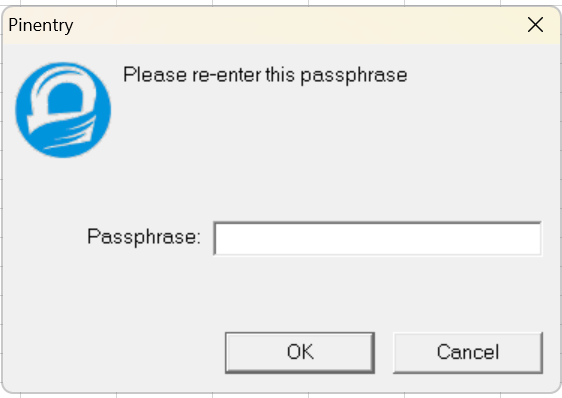 Pinentry
Please re-enter this passphrase
Passphrase:
OK
Cancel